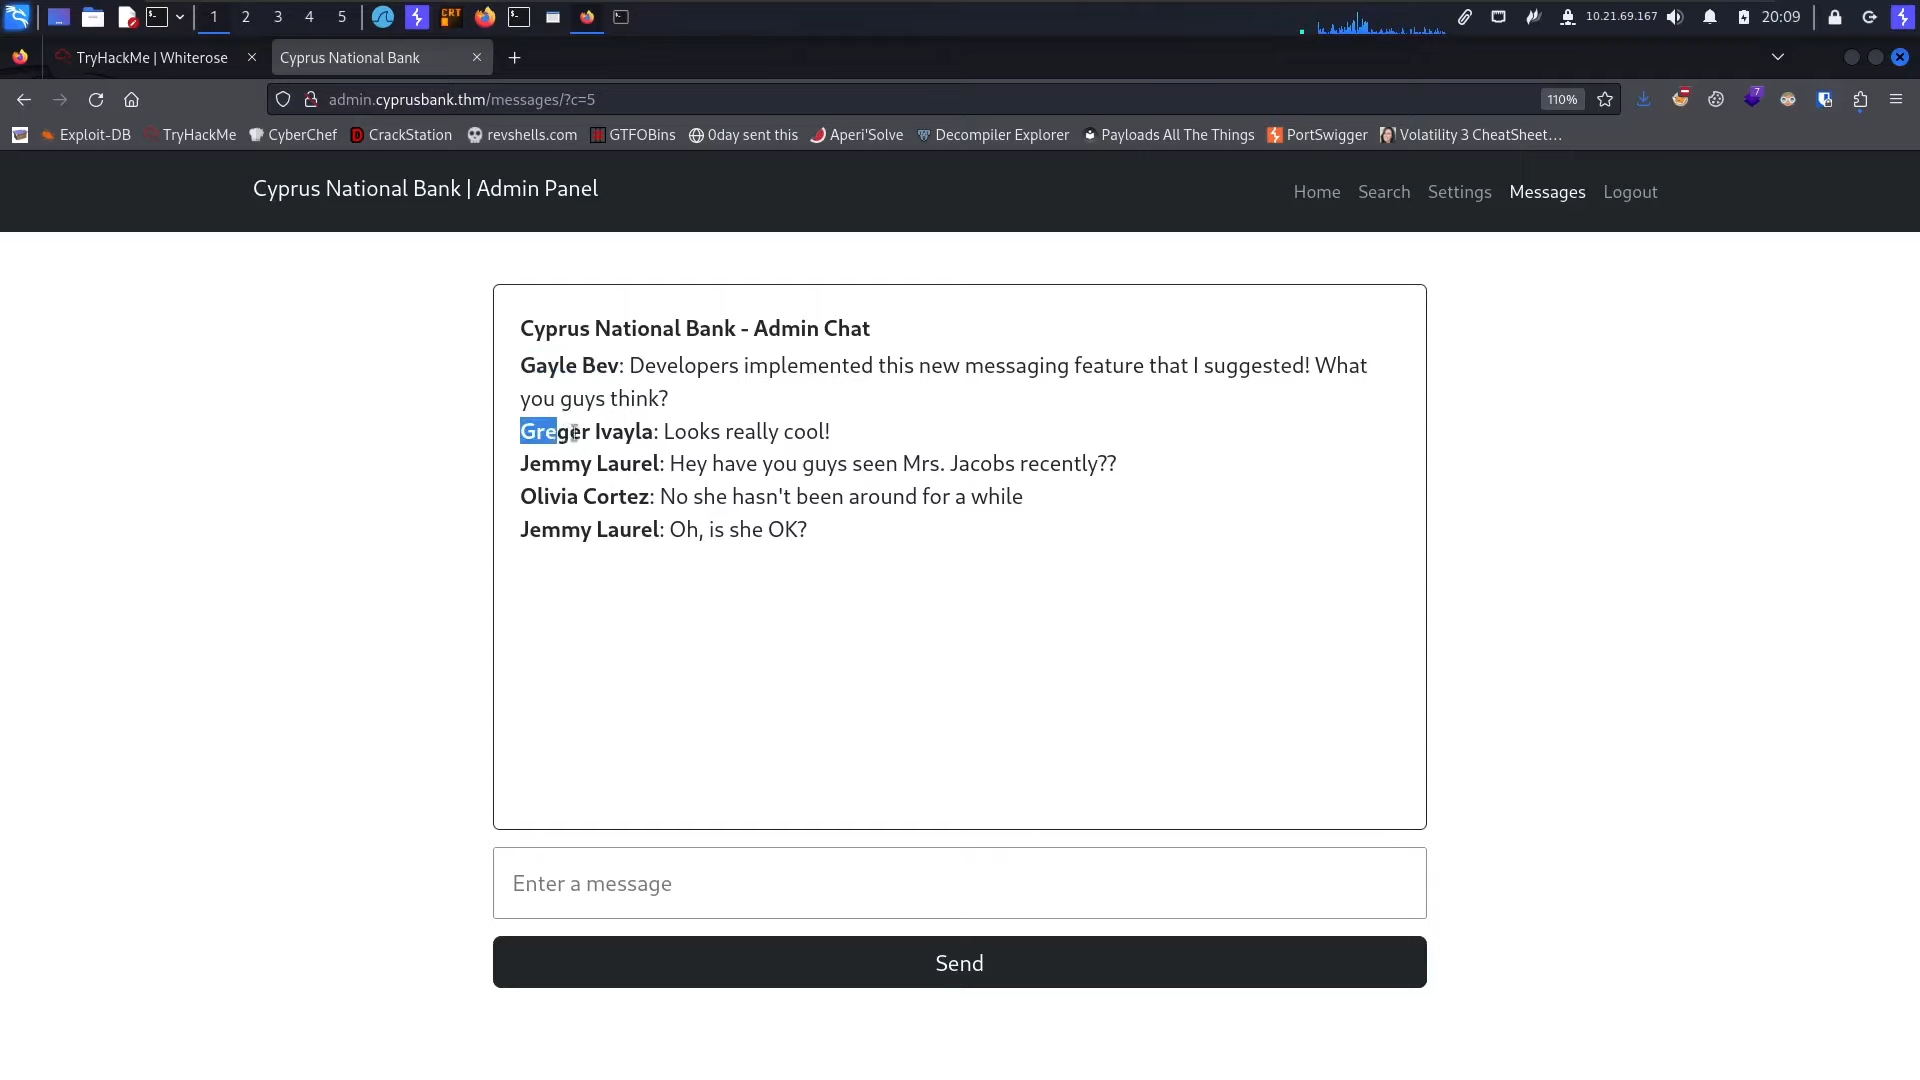 1 2 3 4 5 CRT 10.21.69.167 20:09
TryHackMe | Whiterose Cyprus National Bank
admin.cyprusbank.thm/messages/?c=5 110% 7
Exploit-DB TryHackMe CyberChef CrackStation revshells.com GTFOBins 0day sent this Aperi'Solve Decompiler Explorer Payloads All The Things PortSwigger Volatility 3 CheatSheet…
Cyprus National Bank | Admin Panel Home Search Settings Messages Logout
Cyprus National Bank - Admin Chat
Gayle Bev: Developers implemented this new messaging feature that I suggested! What
you guys think?
Greger Ivayla: Looks really cool!
Jemmy Laurel: Hey have you guys seen Mrs. Jacobs recently??
Olivia Cortez: No she hasn't been around for a while
Jemmy Laurel: Oh, is she OK?
Enter a message
Send